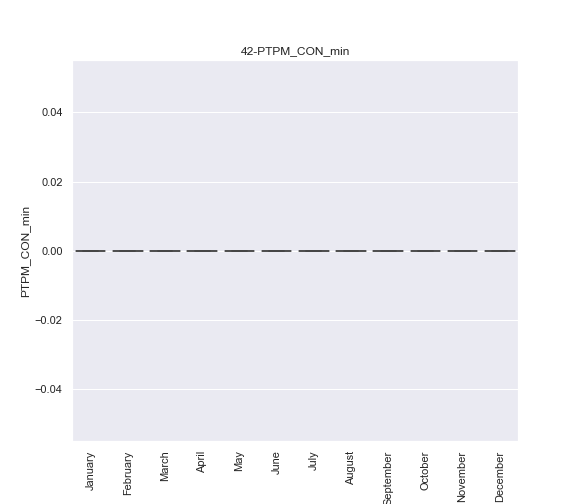 42-PTPM_CON_min
PTPM_CON_min
0.04
0.02
0.00
−0.02
−0.04
January
February
March
April
May
June
July
August
September
October
November
December